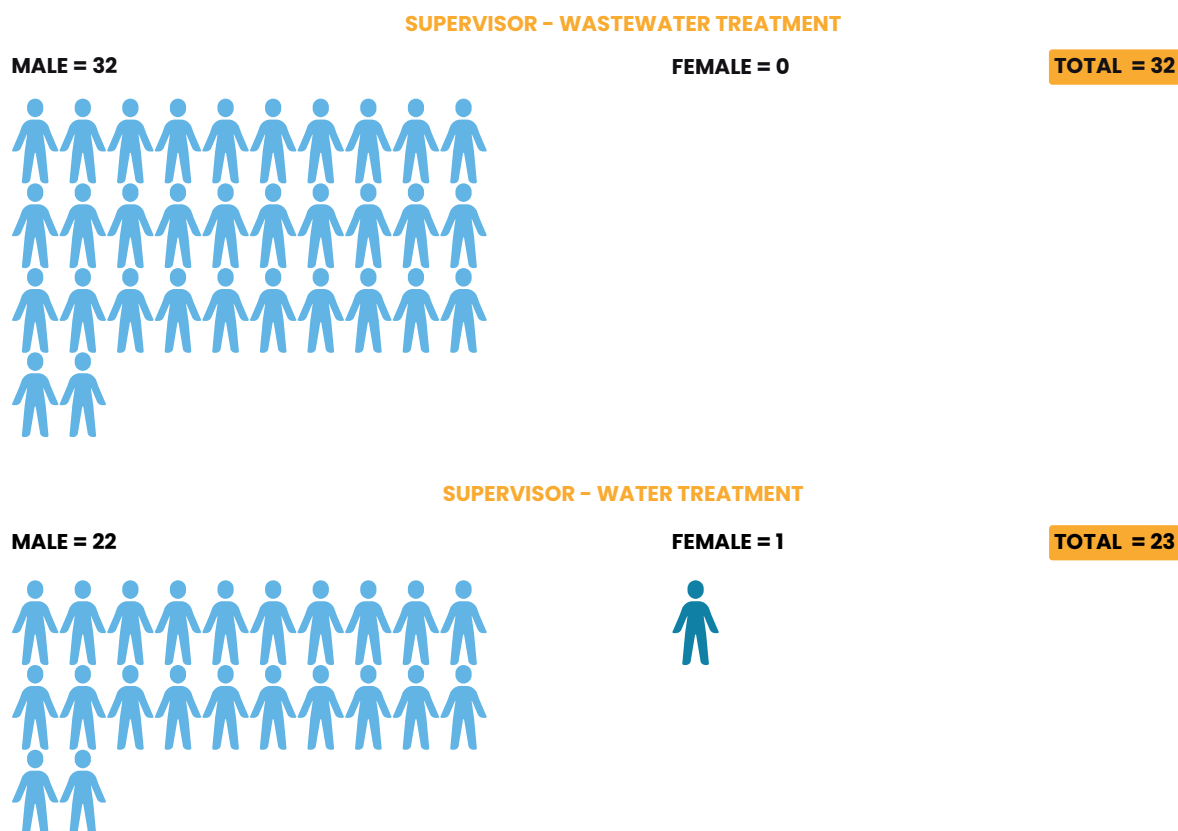 SUPERVISOR - WASTEWATER TREATMENT
MALE = 32
FEMALE = 0
TOTAL = 32
SUPERVISOR - WATER TREATMENT
MALE = 22
FEMALE = 1
TOTAL = 23